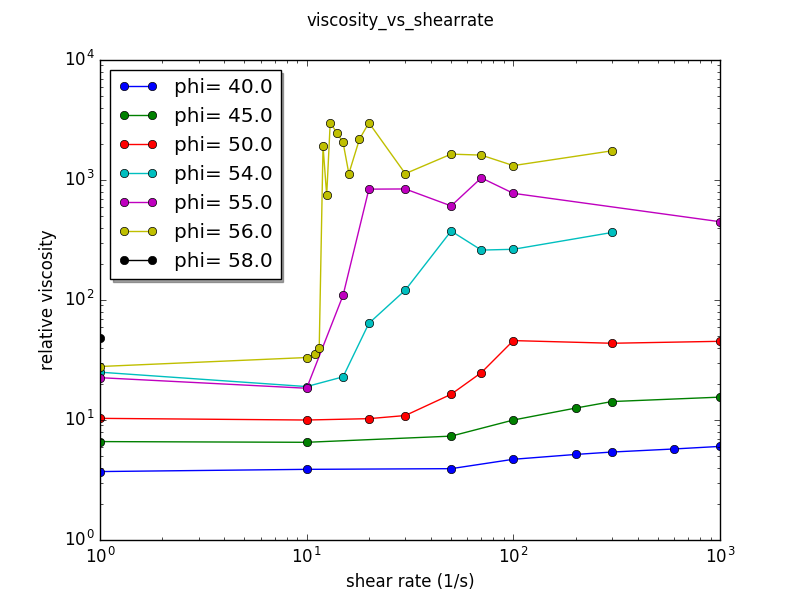 viscosity_vs_shearrate
10^4
10^3
10^2
10^1
10^0
relative viscosity
phi= 40.0
phi= 45.0
phi= 50.0
phi= 54.0
phi= 55.0
phi= 56.0
phi= 58.0
10^0 10^1 10^2 10^3
shear rate (1/s)